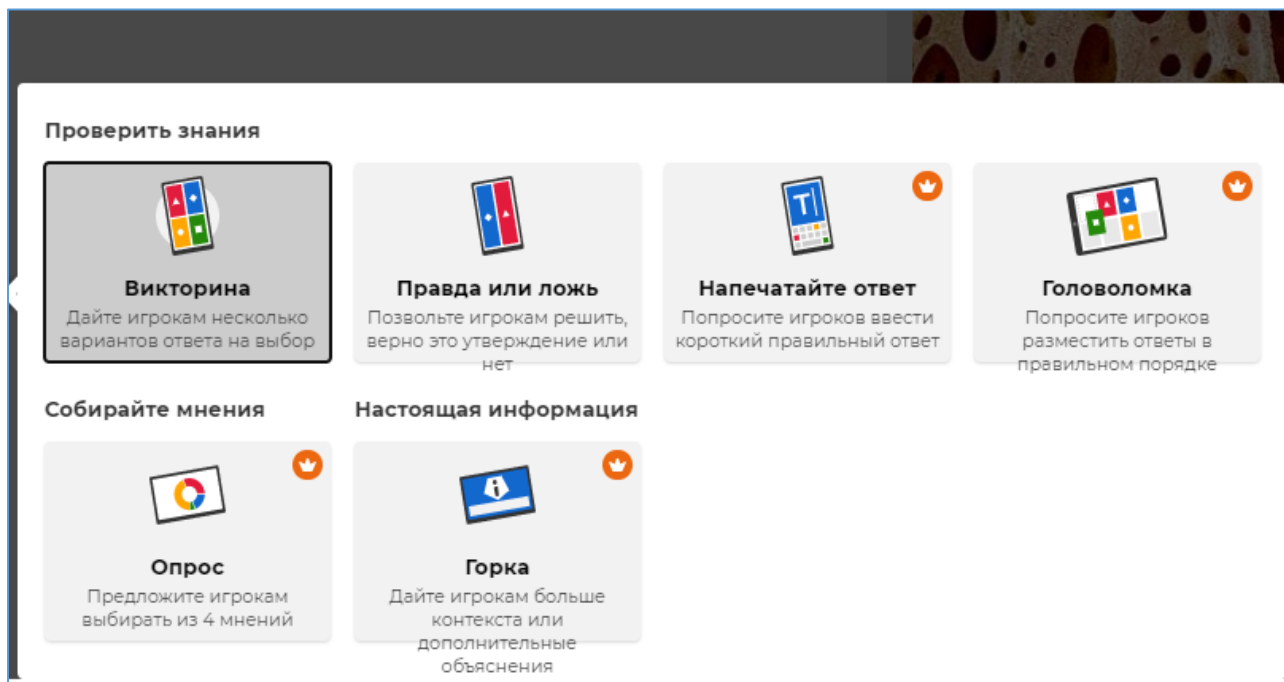 Проверить знания
Викторина
Дайте игрокам несколько
вариантов ответа на выбор
Правда или ложь
Позвольте игрокам решить,
верно это утверждение или
нет
Напечатайте ответ
Попросите игроков ввести
короткий правильный ответ
Головоломка
Попросите игроков
разместить ответы в
правильном порядке
Собирайте мнения
Настоящая информация
Опрос
Предложите игрокам
выбирать из 4 мнений
Горка
Дайте игрокам больше
контекста или
дополнительные
объяснения